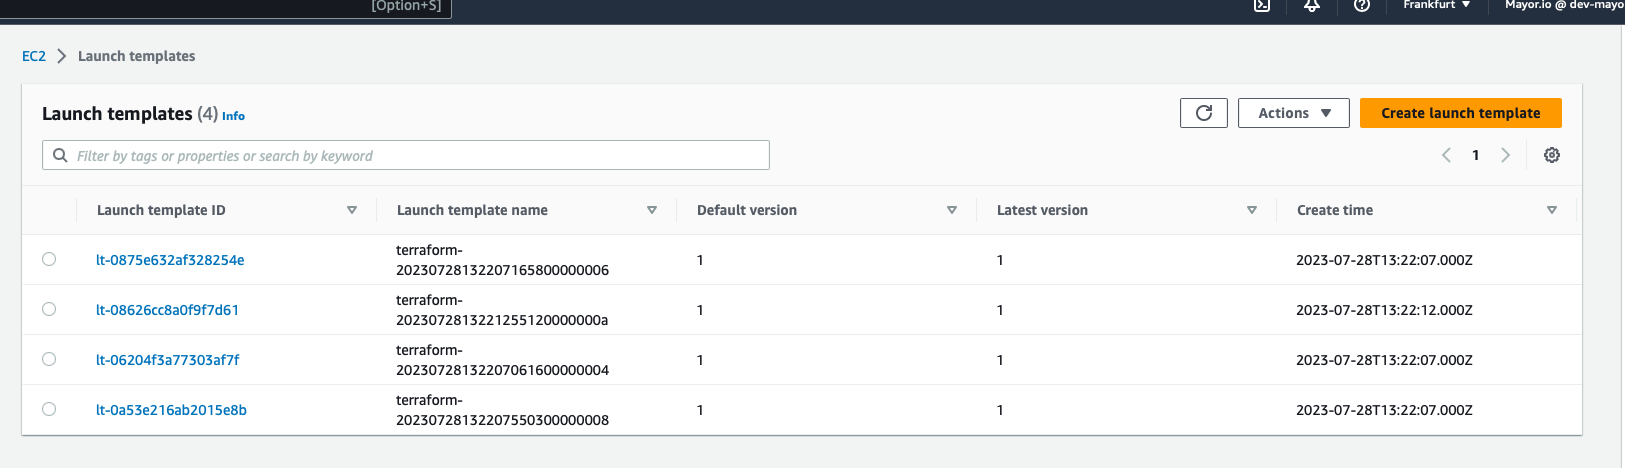 [Option+S]
Frankfurt
Mayor.io @ dev-mayo
EC2 > Launch templates
Launch templates (4) Info
Actions
Create launch template
Filter by tags or properties or search by keyword
1
Launch template ID Launch template name Default version Latest version Create time
lt-0875e632af328254e terraform-20230728132207165800000006 1 1 2023-07-28T13:22:07.000Z
lt-08626cc8a0f9f7d61 terraform-2023072813221255120000000a 1 1 2023-07-28T13:22:12.000Z
lt-06204f3a77303af7f terraform-20230728132207061600000004 1 1 2023-07-28T13:22:07.000Z
lt-0a53e216ab2015e8b terraform-20230728132207550300000008 1 1 2023-07-28T13:22:07.000Z